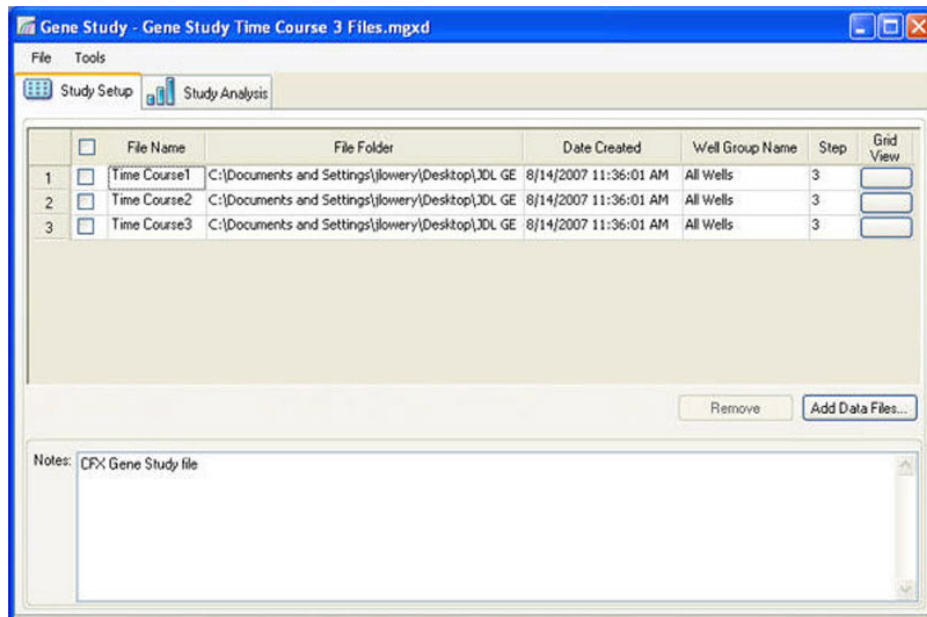 Gene Study - Gene Study Time Course 3 Files.mgxd
File Tools
Study Setup Study Analysis
File Name File Folder Date Created Well Group Name Step Grid View
1 Time Course1 C:\Documents and Settings\jlowery\Desktop\JDL GE 8/14/2007 11:36:01 AM All Wells 3
2 Time Course2 C:\Documents and Settings\jlowery\Desktop\JDL GE 8/14/2007 11:36:01 AM All Wells 3
3 Time Course3 C:\Documents and Settings\jlowery\Desktop\JDL GE 8/14/2007 11:36:01 AM All Wells 3
Remove Add Data Files...
Notes: CFX Gene Study file